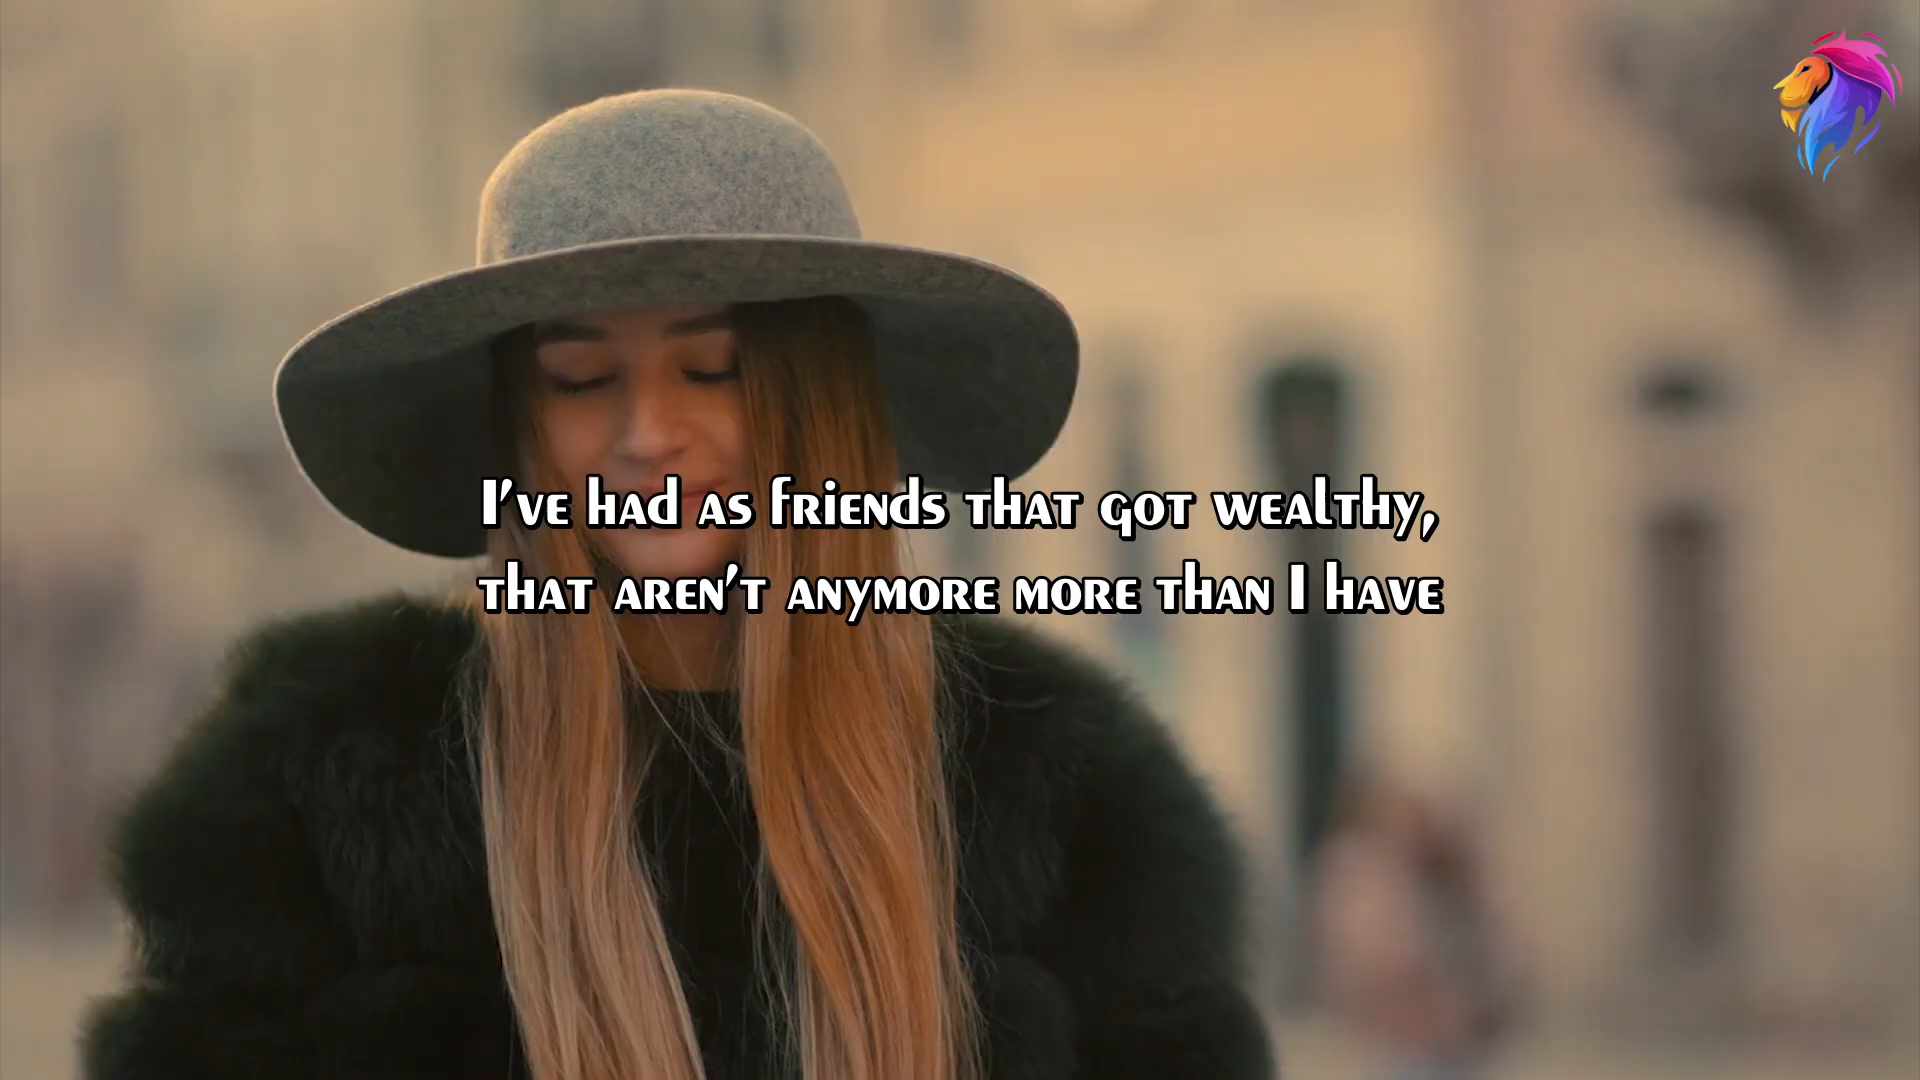 I've had as friends that got wealthy,
that aren't anymore more than I have